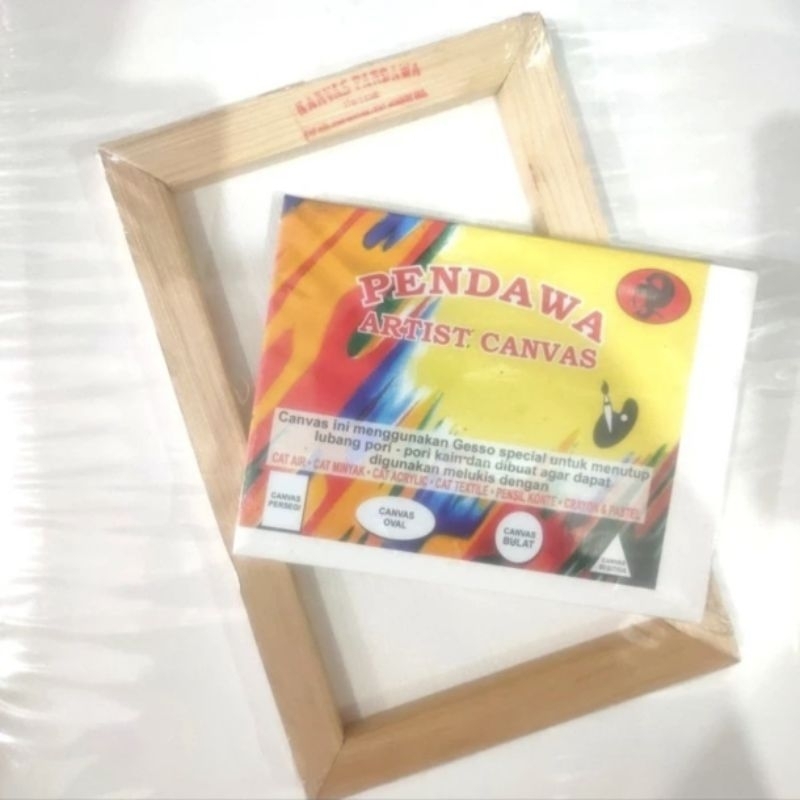 KANVAS PANDAWA
PENDAWA
ARTIST CANVAS
Canvas ini menggunakan Gesso special untuk menutup
lubang pori - pori kain dan dibuat agar dapat
digunakan melukis dengan
CAT AIR • CAT MINYAK • CAT ACRYLIC • CAT TEXTILE • PENSIL KONTE • CRAYON & PASTEL
CANVAS
PERSEGI
CANVAS
OVAL
CANVAS
BULAT
CANVAS